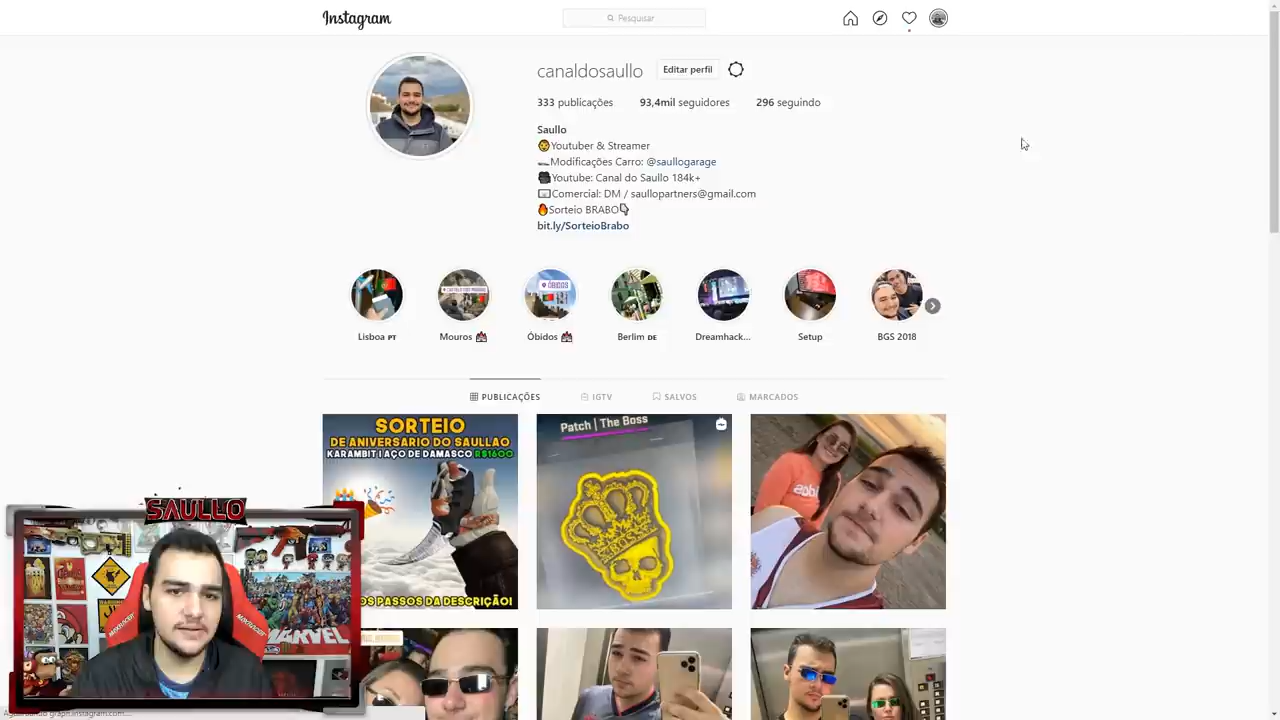 Instagram
Pesquisar
canaldosaullo
Editar perfil
333 publicações
93,4mil seguidores
296 seguindo
Saullo
Youtuber & Streamer
Modificações Carro: @saullogarage
Youtube: Canal do Saullo 184k+
Comercial: DM / saullopartners@gmail.com
Sorteio BRABO
bit.ly/SorteioBrabo
ÓBIDOS
Lisboa PT
Mouros
Óbidos
Berlim DE
Dreamhack...
Setup
BGS 2018
PUBLICAÇÕES
IGTV
SALVOS
MARCADOS
SORTEIO
DE ANIVERSARIO DO SAULLAO
KARAMBIT | AÇO DE DAMASCO R$1600
OS PASSOS DA DESCRIÇÃO!
Patch | The Boss
SAULLO
MAXRACER
MARVEL